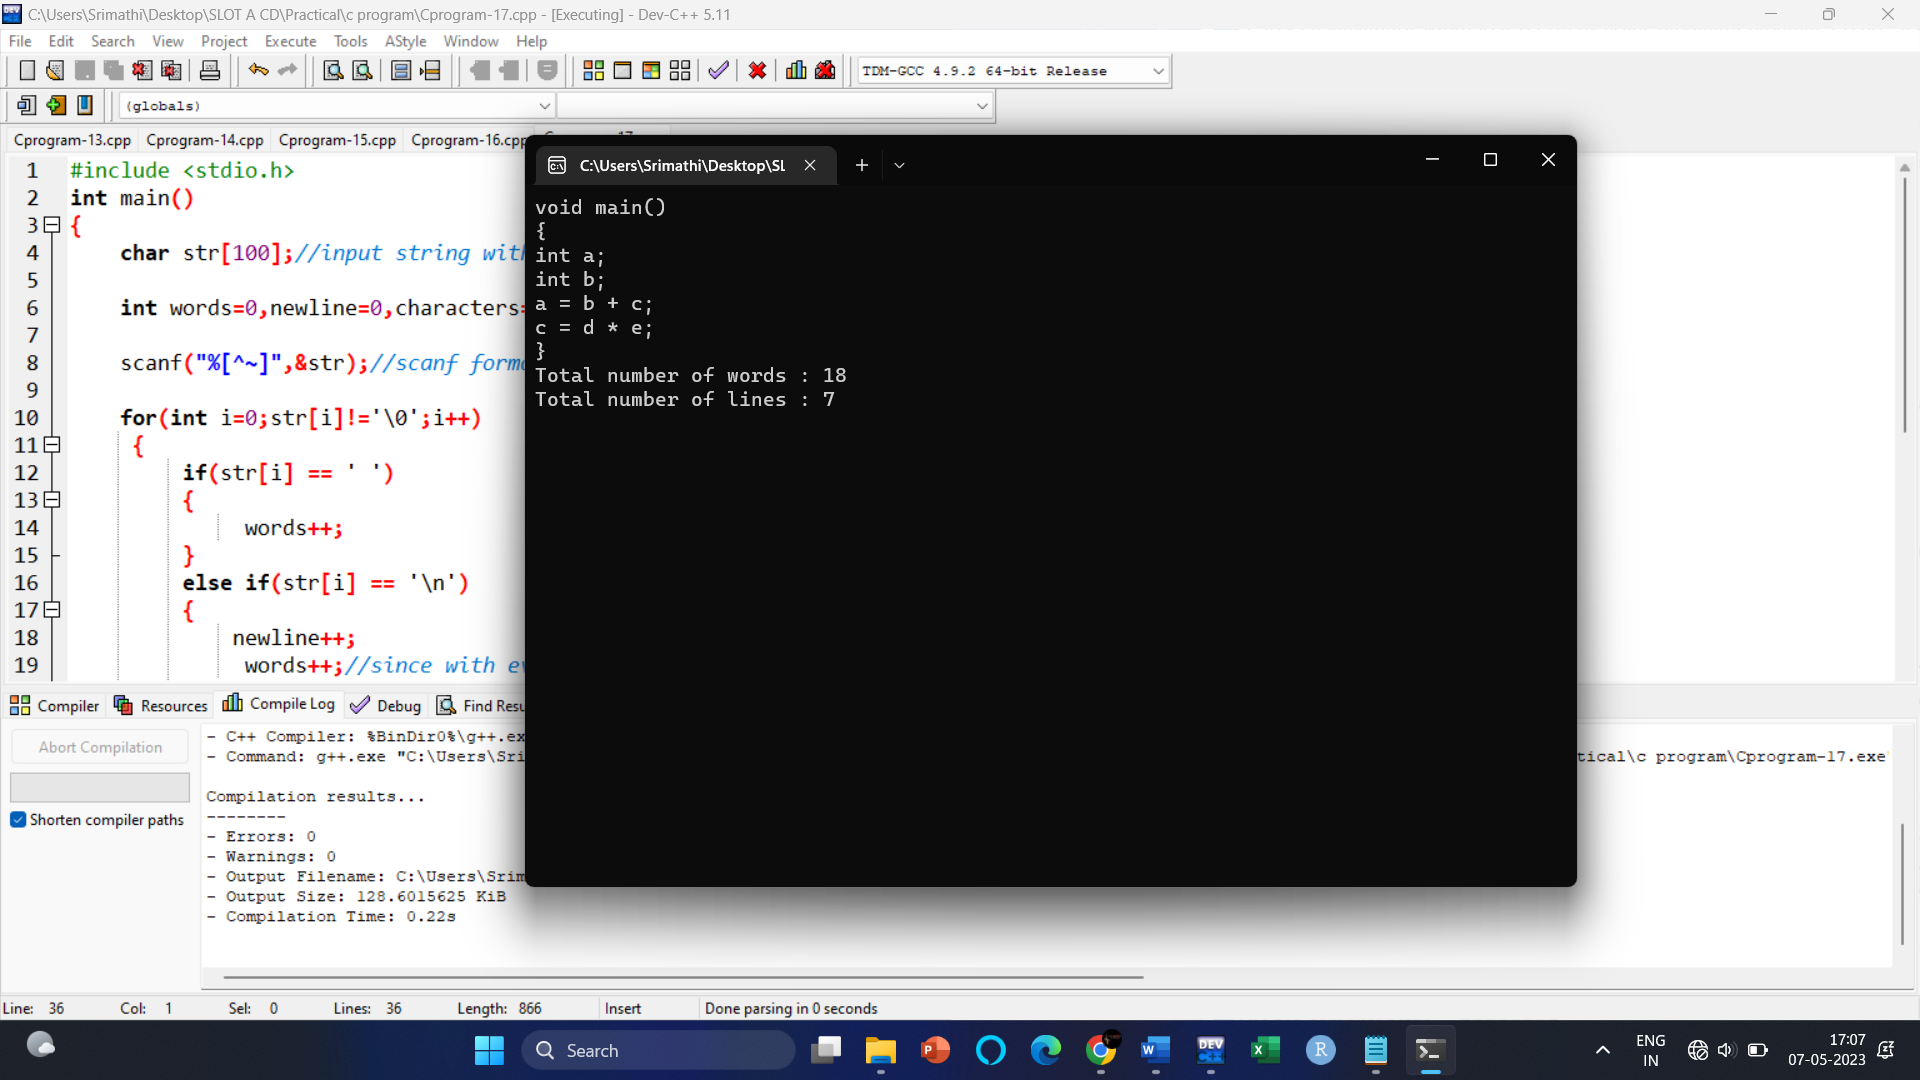 C:\Users\Srimathi\Desktop\SLOT A CD\Practical\c program\Cprogram-17.cpp - [Executing] - Dev-C++ 5.11
File Edit Search View Project Execute Tools AStyle Window Help
TDM-GCC 4.9.2 64-bit Release
(globals)
Cprogram-13.cpp Cprogram-14.cpp Cprogram-15.cpp Cprogram-16.cpp
1 #include <stdio.h>
2 int main()
3 {
4 char str[100];//input string with
5
6 int words=0,newline=0,characters=
7
8 scanf("%[^~]",&str);//scanf form
9
10 for(int i=0;str[i]!='\0';i++)
11 {
12 if(str[i] == ' ')
13 {
14 words++;
15 }
16 else if(str[i] == '\n')
17 {
18 newline++;
19 words++;//since with e
C:\Users\Srimathi\Desktop\SL
void main()
{
int a;
int b;
a = b + c;
c = d * e;
}
Total number of words : 18
Total number of lines : 7
Compiler Resources Compile Log Debug Find Resu
Abort Compilation
Shorten compiler paths
- C++ Compiler: %BinDir0%\g++.ex
- Command: g++.exe "C:\Users\Sri tical\c program\Cprogram-17.exe"
Compilation results...
--------
- Errors: 0
- Warnings: 0
- Output Filename: C:\Users\Srim
- Output Size: 128.6015625 KiB
- Compilation Time: 0.22s
Line: 36 Col: 1 Sel: 0 Lines: 36 Length: 866 Insert Done parsing in 0 seconds
Search
ENG
IN
17:07
07-05-2023